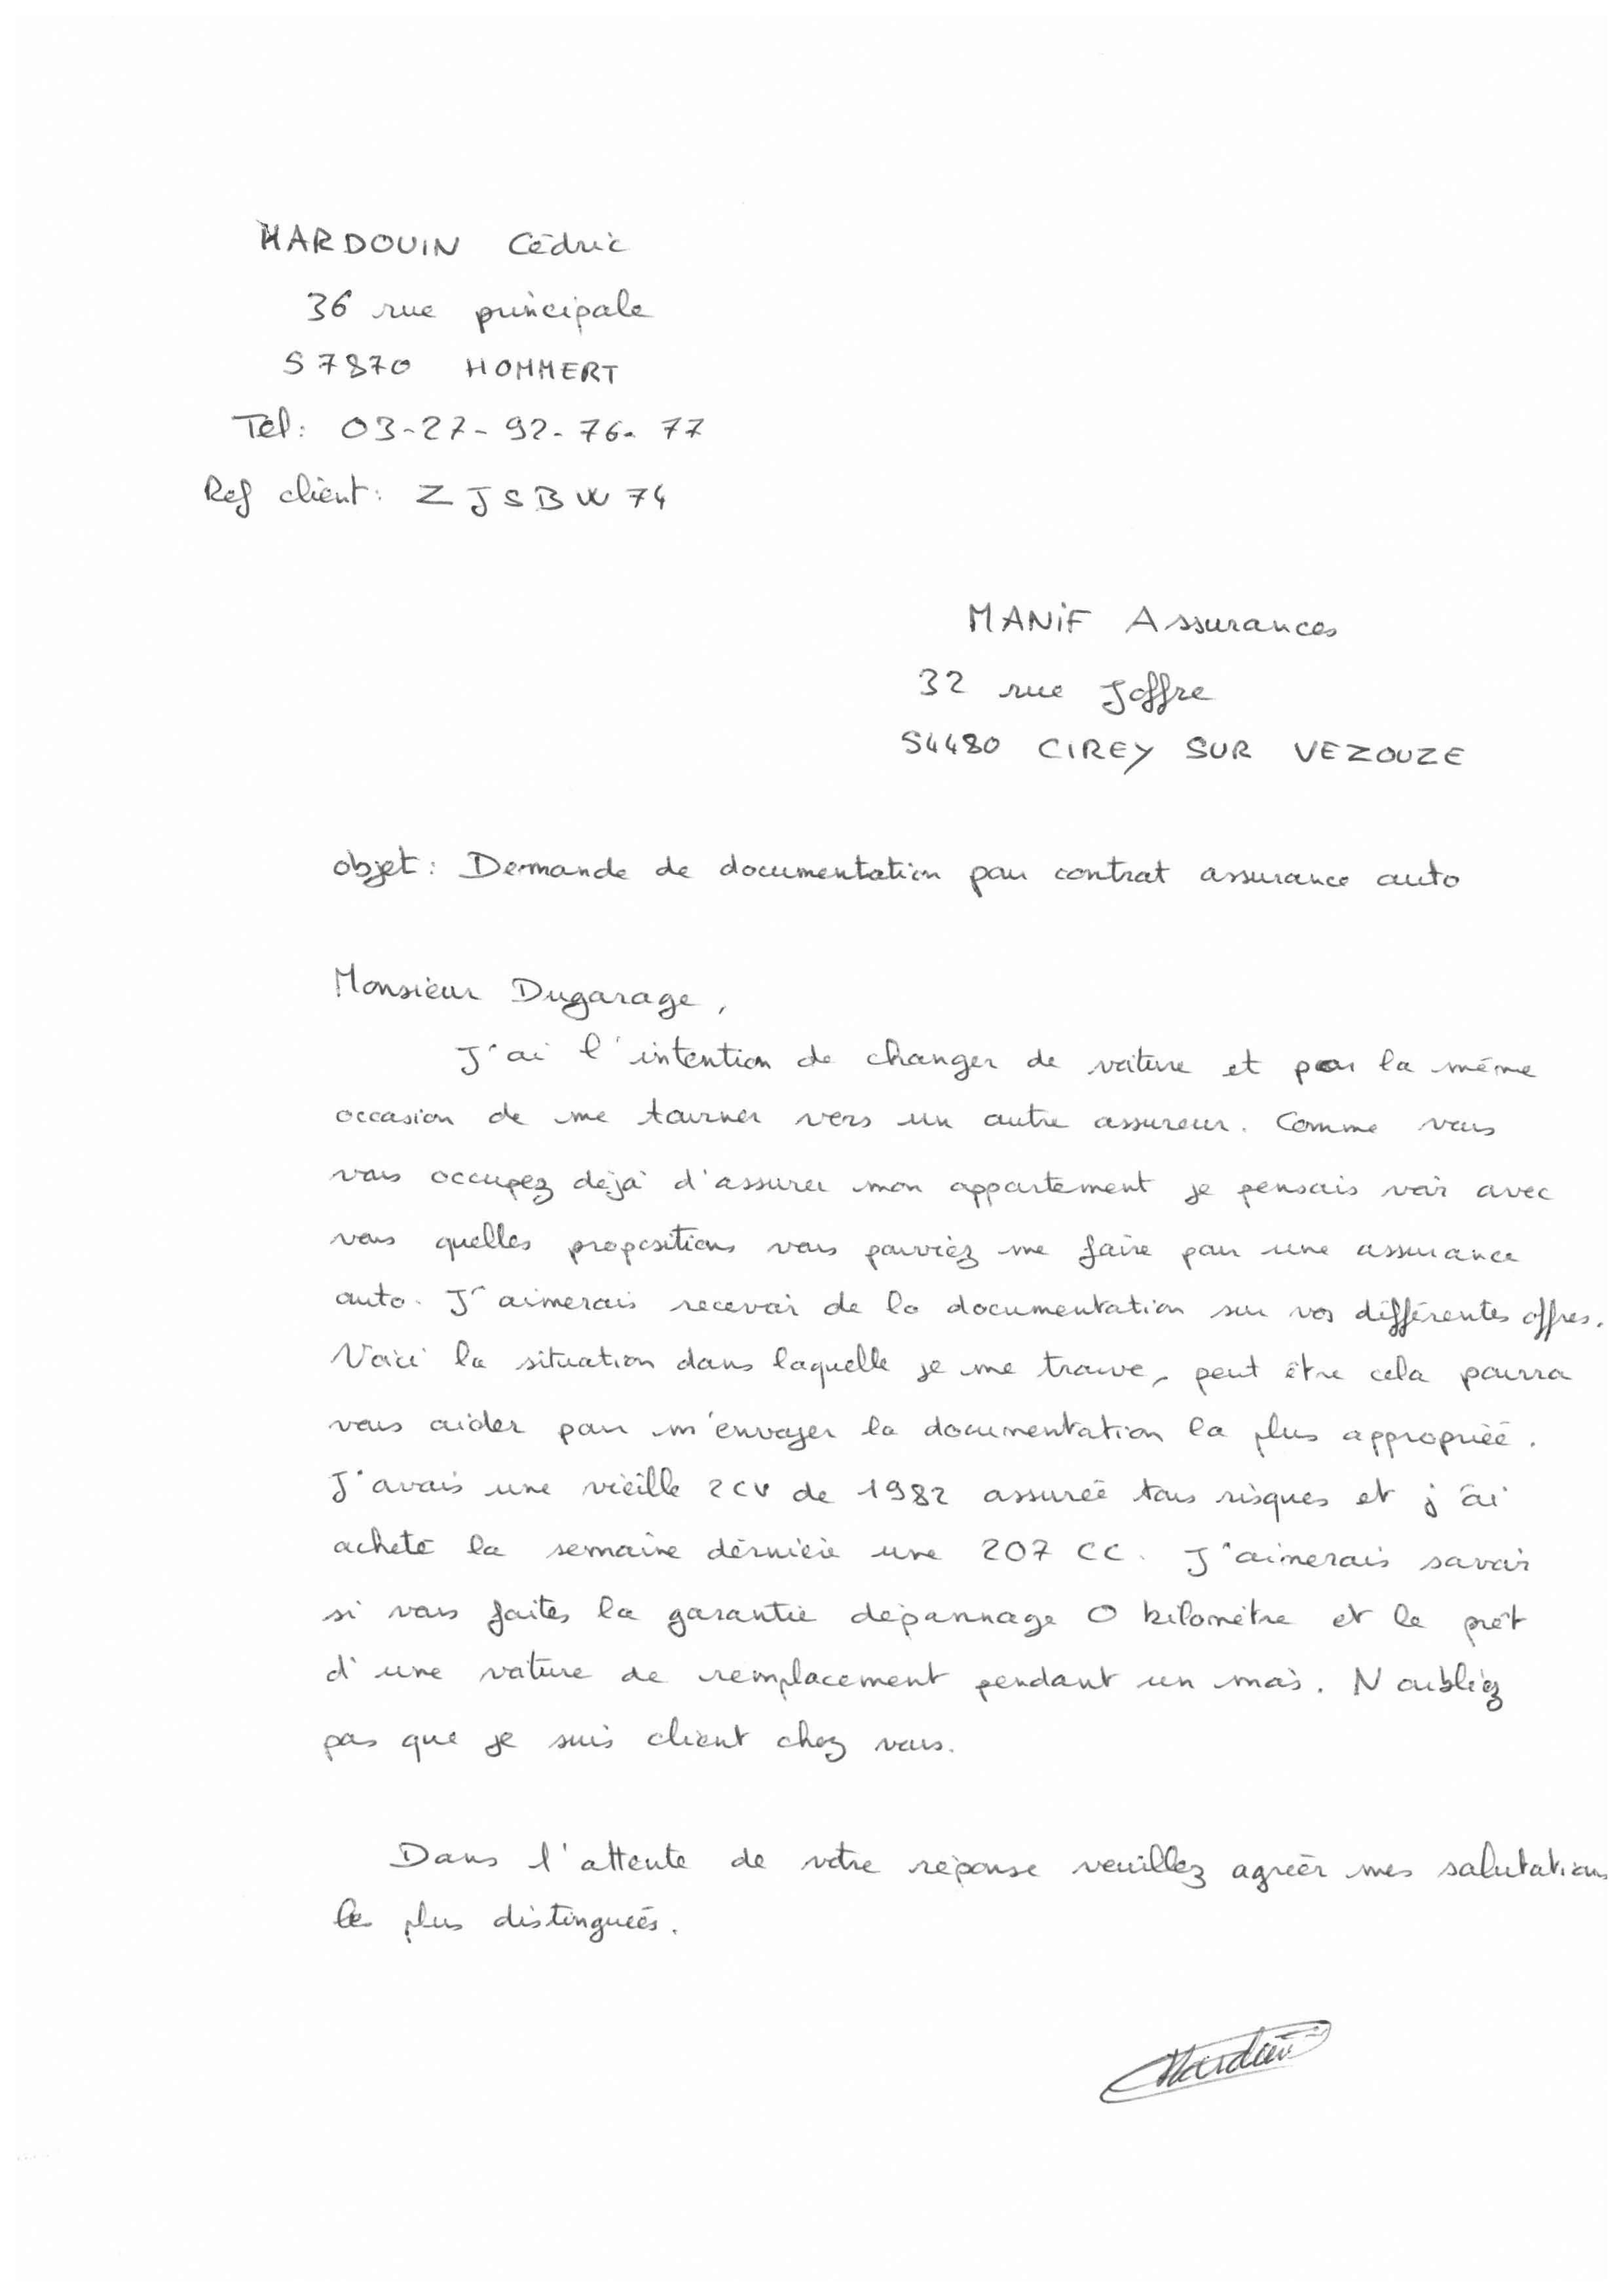 HARDOUIN Cédric
36 rue principale
57870 HOMMERT
Tél: 03-27-92-76-77
Ref client: ZJSBW74
MANIF Assurances
32 rue Joffre
54480 CIREY SUR VEZOUZE
objet: Demande de documentation pour contrat assurance auto
Monsieur Dugarage,
J'ai l'intention de changer de voiture et par la même
occasion de me tourner vers un autre assureur. Comme vous
vous occupez déjà d'assurer mon appartement je pensais voir avec
vous quelles propositions vous pourriez me faire pour une assurance
auto. J'aimerais recevoir de la documentation sur vos différentes offres.
Voici la situation dans laquelle je me trouve, peut être cela pourra
vous aider pour m'envoyer la documentation la plus appropriée.
J'avais une vieille 2CV de 1982 assurée tous risques et j'ai
acheté la semaine dernière une 207 CC. J'aimerais savoir
si vous faites la garantie dépannage 0 kilomètre et le prêt
d'une voiture de remplacement pendant un mois. N'oubliez
pas que je suis client chez vous.
Dans l'attente de votre réponse veuillez agréer mes salutations
les plus distinguées.